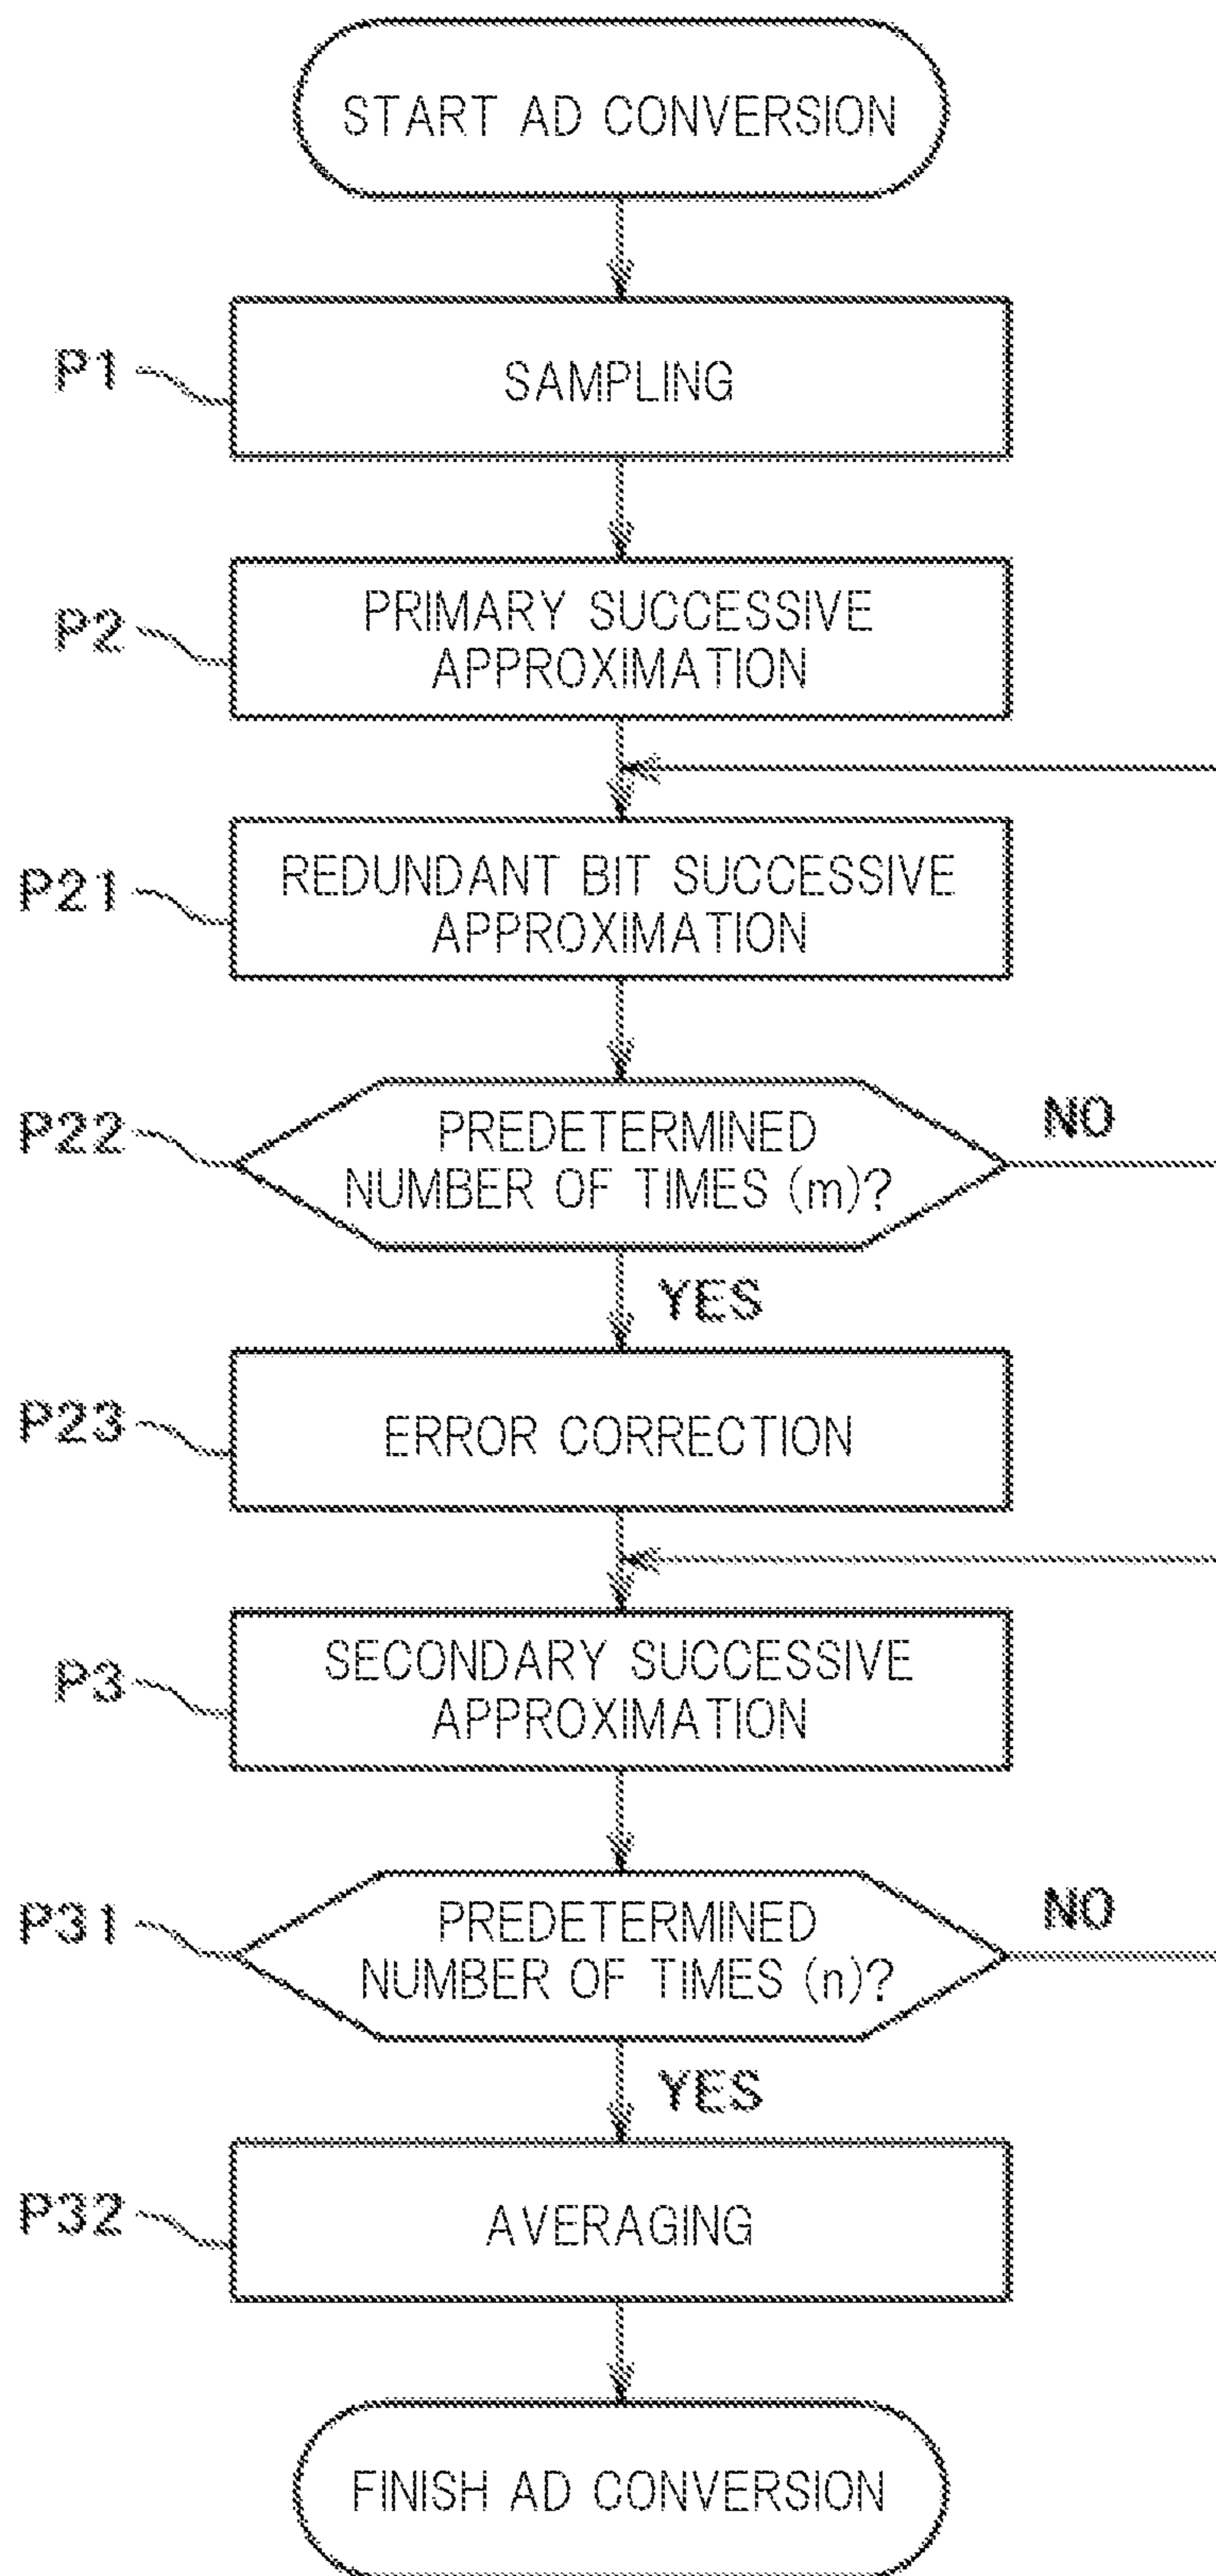 START AD CONVERSION
P1
SAMPLING
P2
PRIMARY SUCCESSIVE
APPROXIMATION
P21
REDUNDANT BIT SUCCESSIVE
APPROXIMATION
P22
PREDETERMINED
NUMBER OF TIMES (m)?
NO
YES
P23
ERROR CORRECTION
P3
SECONDARY SUCCESSIVE
APPROXIMATION
P31
PREDETERMINED
NUMBER OF TIMES (n)?
NO
YES
P32
AVERAGING
FINISH AD CONVERSION